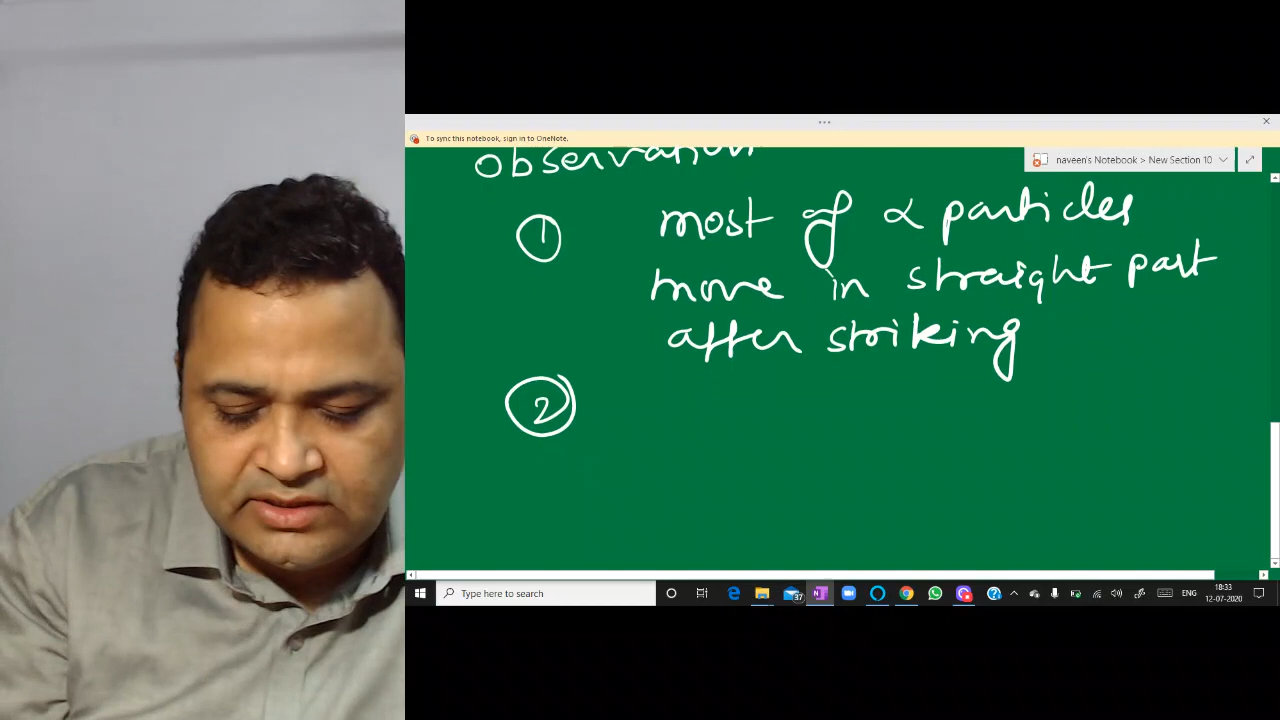 To sync this notebook, sign in to OneNote.
observation
naveen's Notebook > New Section 10
1 most of α particles
move in straight part
after striking
2
Type here to search
37
ENG
18:33
12-07-2020